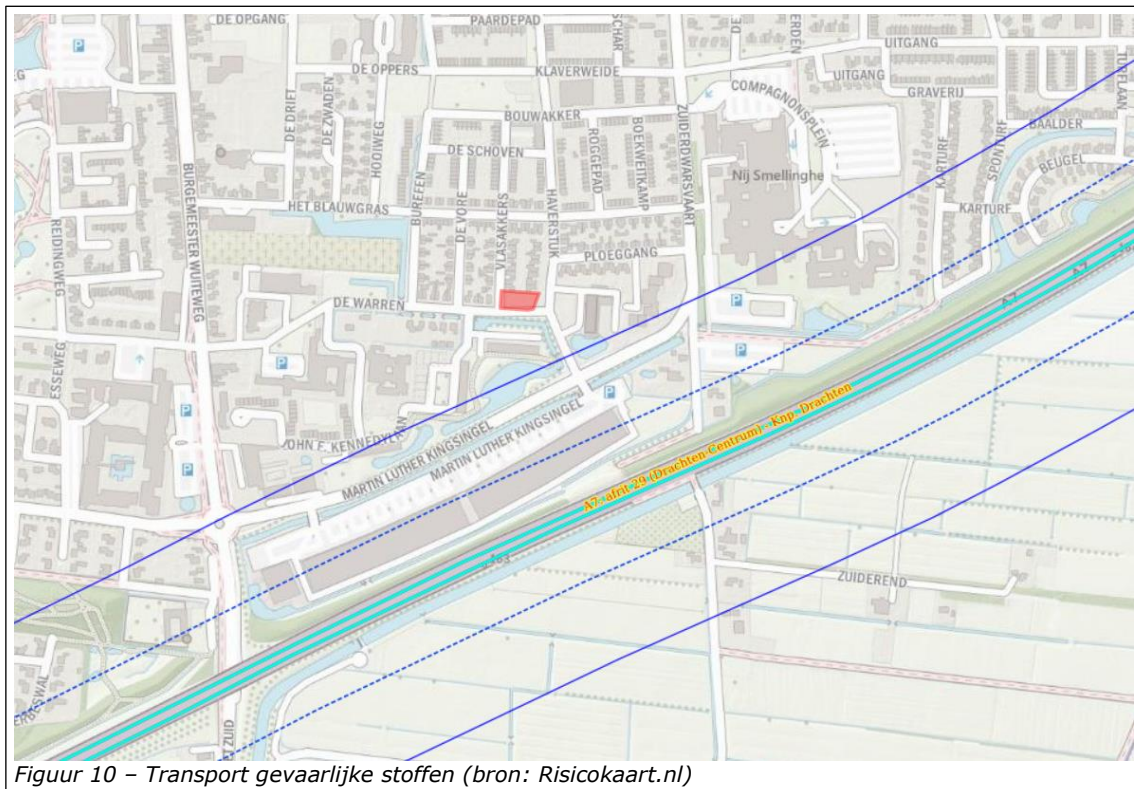 DE OPGANG
PAARDEPAD
UITGANG
DE OPPERS
KLAVERWEIDE
UITGANG
GRAVERIJ
TURFLAAN
COMPAGNONSPLEIN
BOUWAKKER
DE DRIFT
DE ZWADEN
HOOIWEG
DE SCHOVEN
ROGGEPAD
BOEKWEITKAMP
ZUIDERDWARSVAART
BAALDER
BEUGEL
SPONTURF
KARTURF
KARTURF
Nij Smellinghe
BURGEMEESTER WUITEWEG
REIDINGWEG
HET BLAUWGRAS
BUREFEN
DE VORE
VLASAKKERS
HAVERSTUK
PLOEGGANG
DE WARREN
ESSEWEG
JOHN F. KENNEDYLAAN
MARTIN LUTHER KINGSINGEL
MARTIN LUTHER KINGSINGEL
A7
A7: afrit 29 (Drachten Centrum) - Knp. Drachten
ZUIDEREND
Figuur 10 – Transport gevaarlijke stoffen (bron: Risicokaart.nl)